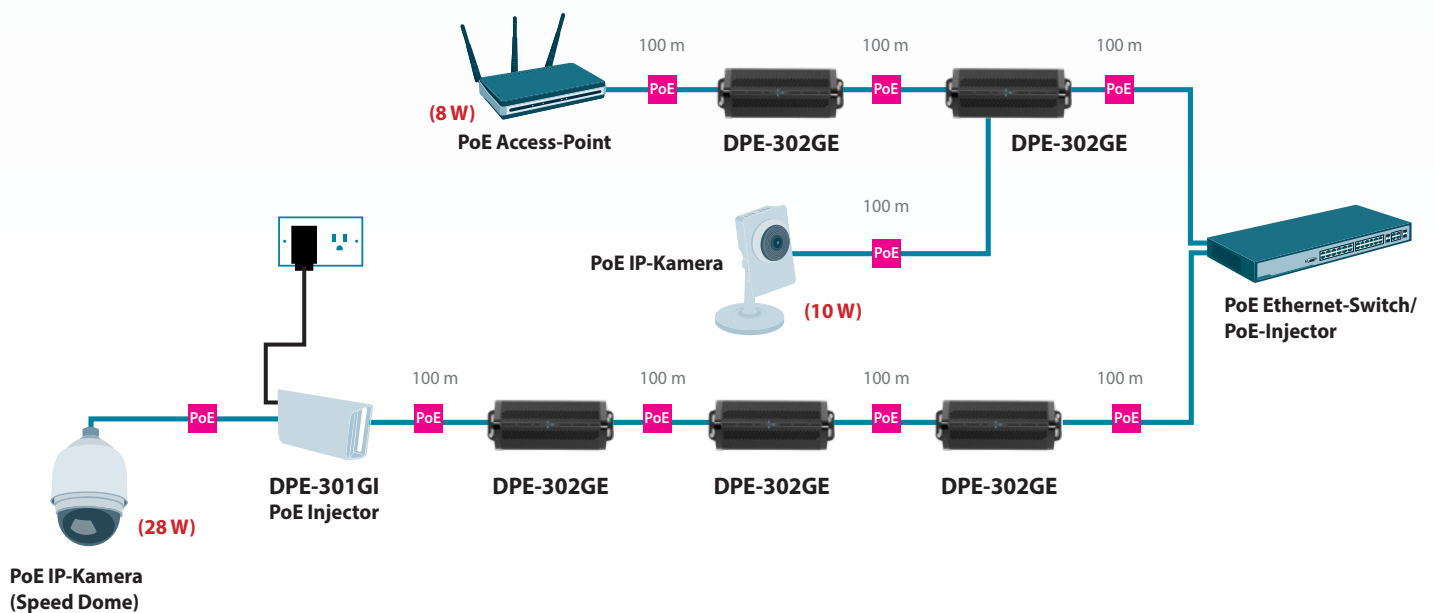 100 m
100 m
100 m
PoE
PoE
PoE
(8 W)
PoE Access-Point
DPE-302GE
DPE-302GE
100 m
PoE
PoE IP-Kamera
(10 W)
PoE Ethernet-Switch/
PoE-Injector
100 m
100 m
100 m
100 m
PoE
PoE
PoE
PoE
PoE
DPE-301GI
PoE Injector
DPE-302GE
DPE-302GE
DPE-302GE
(28 W)
PoE IP-Kamera
(Speed Dome)